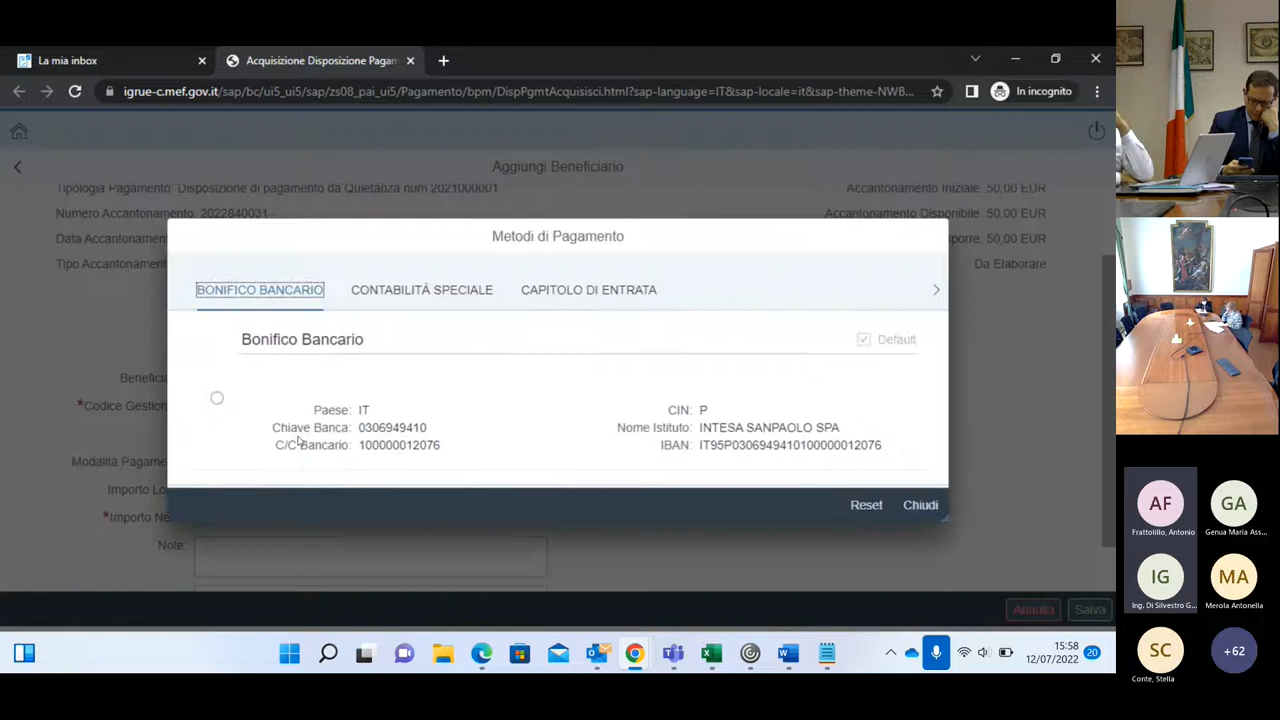 La mia inbox
Acquisizione Disposizione Pagam
igrue-c.mef.gov.it/sap/bc/ui5_ui5/sap/zs08_pai_ui5/Pagamento/bpm/DispPgmtAcquisisci.html?sap-language=IT&sap-locale=it&sap-theme-NWB...
In incognito
Aggiungi Beneficiario
Tipologia Pagamento: Disposizione di pagamento da Quietanza num 2021000001
Accantonamento Iniziale: 50,00 EUR
Numero Accantonamento: 2022840031
Accantonamento Disponibile: 50,00 EUR
Data Accantonamen
porre: 50,00 EUR
Tipo Accantonamen
Da Elaborare
Metodi di Pagamento
BONIFICO BANCARIO
CONTABILITÀ SPECIALE
CAPITOLO DI ENTRATA
Bonifico Bancario
Default
Paese: IT
CIN: P
Chiave Banca: 0306949410
Nome Istituto: INTESA SANPAOLO SPA
C/C Bancario: 100000012076
IBAN: IT95P0306949410100000012076
Reset
Chiudi
Beneficia
*Codice Gestion
Modalità Pagame
Importo Lo
*Importo Ne
Note:
Annulla
Salva
15:58
12/07/2022
20
AF
Frattolillo, Antonio
GA
Genua Maria Ass...
IG
Ing. Di Silvestro G...
MA
Merola Antonella
SC
Conte, Stella
+62